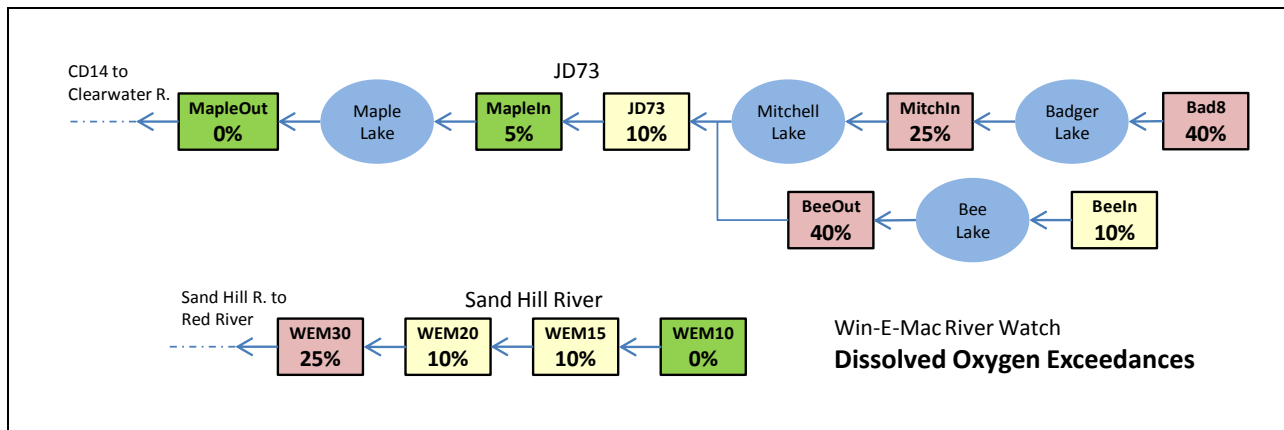 CD14 to
Clearwater R.
JD73
MapleOut
0%
Maple
Lake
MapleIn
5%
JD73
10%
Mitchell
Lake
MitchIn
25%
Badger
Lake
Bad8
40%
BeeOut
40%
Bee
Lake
BeeIn
10%
Sand Hill R. to
Red River
Sand Hill River
WEM30
25%
WEM20
10%
WEM15
10%
WEM10
0%
Win-E-Mac River Watch
Dissolved Oxygen Exceedances